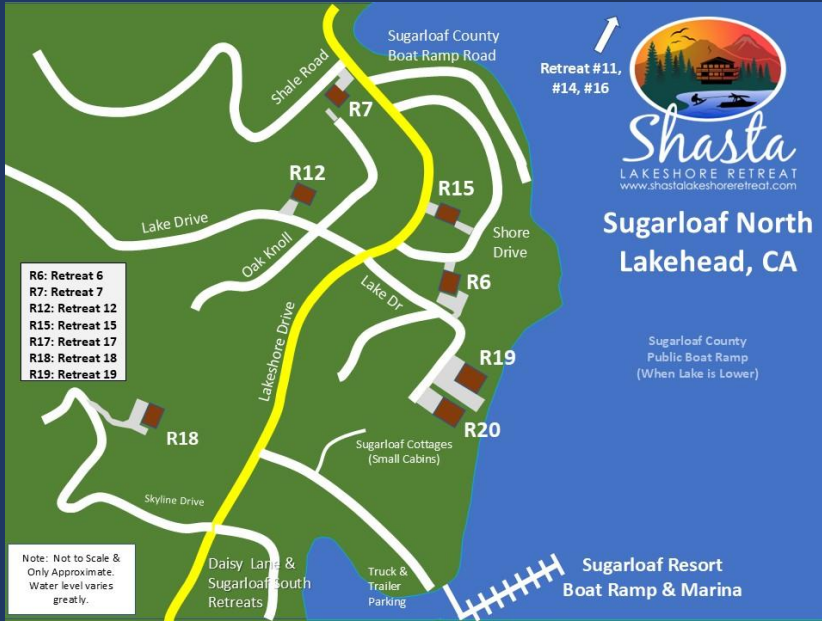 Sugarloaf County
Boat Ramp Road
Retreat #11,
#14, #16
Shasta
LAKESHORE RETREAT
www.shastalakeshoreretreat.com
Sugarloaf North
Lakehead, CA
Shale Road
R7
R12
R15
Lake Drive
Oak Knoll
Shore
Drive
Lake Dr
R6
R6: Retreat 6
R7: Retreat 7
R12: Retreat 12
R15: Retreat 15
R17: Retreat 17
R18: Retreat 18
R19: Retreat 19
Lakeshore Drive
Sugarloaf County
Public Boat Ramp
(When Lake is Lower)
R19
R20
R18
Sugarloaf Cottages
(Small Cabins)
Skyline Drive
Note: Not to Scale &
Only Approximate.
Water level varies
greatly.
Daisy Lane &
Sugarloaf South
Retreats
Truck &
Trailer
Parking
Sugarloaf Resort
Boat Ramp & Marina